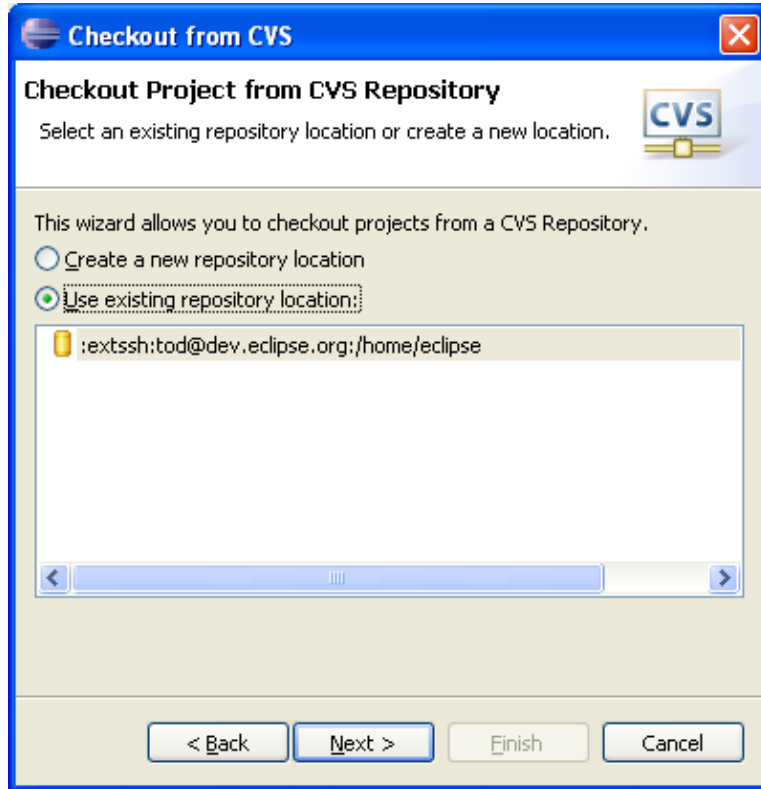 Checkout from CVS
Checkout Project from CVS Repository
Select an existing repository location or create a new location.
CVS
This wizard allows you to checkout projects from a CVS Repository.
Create a new repository location
Use existing repository location:
:extssh:tod@dev.eclipse.org:/home/eclipse
< Back Next > Finish Cancel